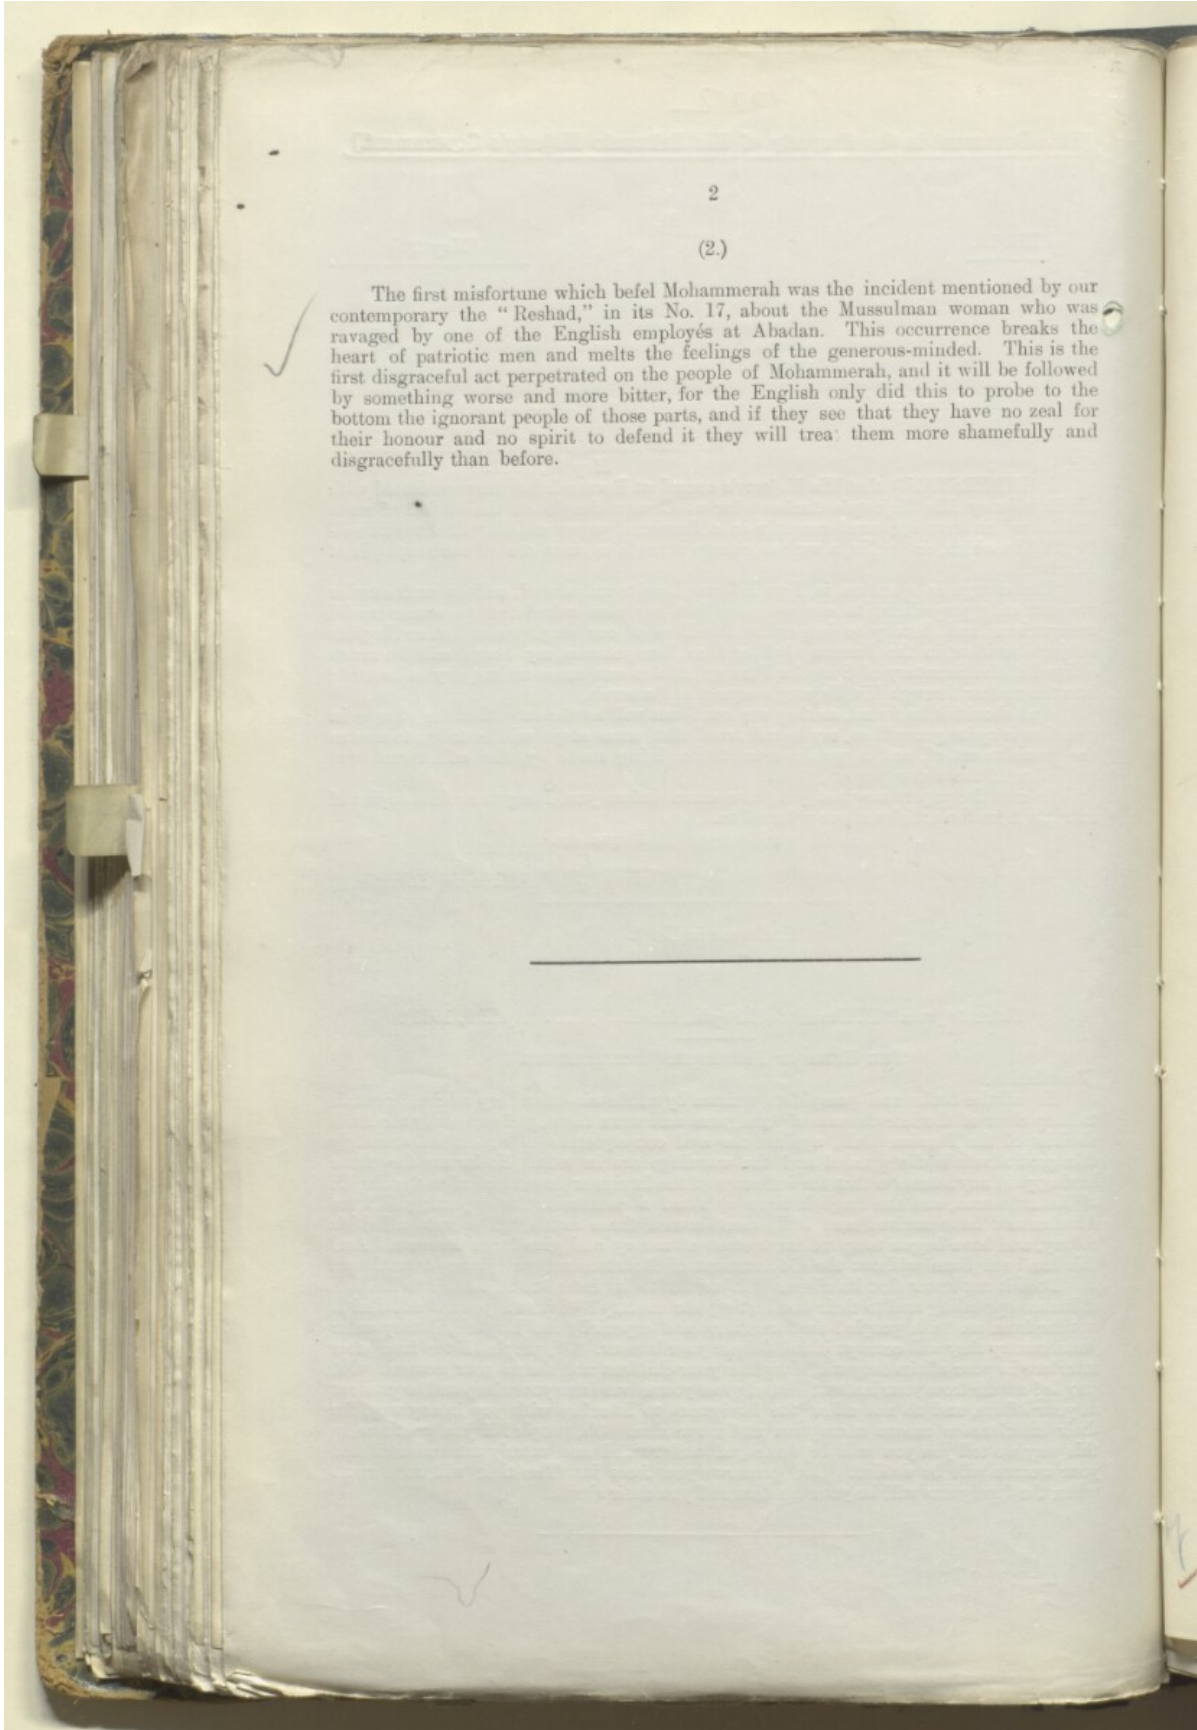 2
(2.)
The first misfortune which befel Mohammerah was the incident mentioned by our
contemporary the “ Reshad,” in its No. 17, about the Mussulman woman who was
ravaged by one of the English employés at Abadan. This occurrence breaks the
heart of patriotic men and melts the feelings of the generous-minded. This is the
first disgraceful act perpetrated on the people of Mohammerah, and it will be followed
by something worse and more bitter, for the English only did this to probe to the
bottom the ignorant people of those parts, and if they see that they have no zeal for
their honour and no spirit to defend it they will trea them more shamefully and
disgracefully than before.